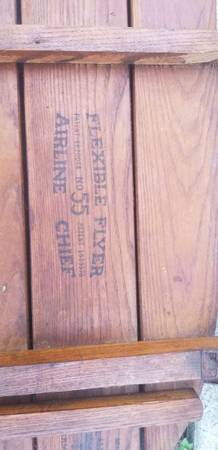 FLEXIBLE FLYER
NO 55
AIRLINE CHIEF